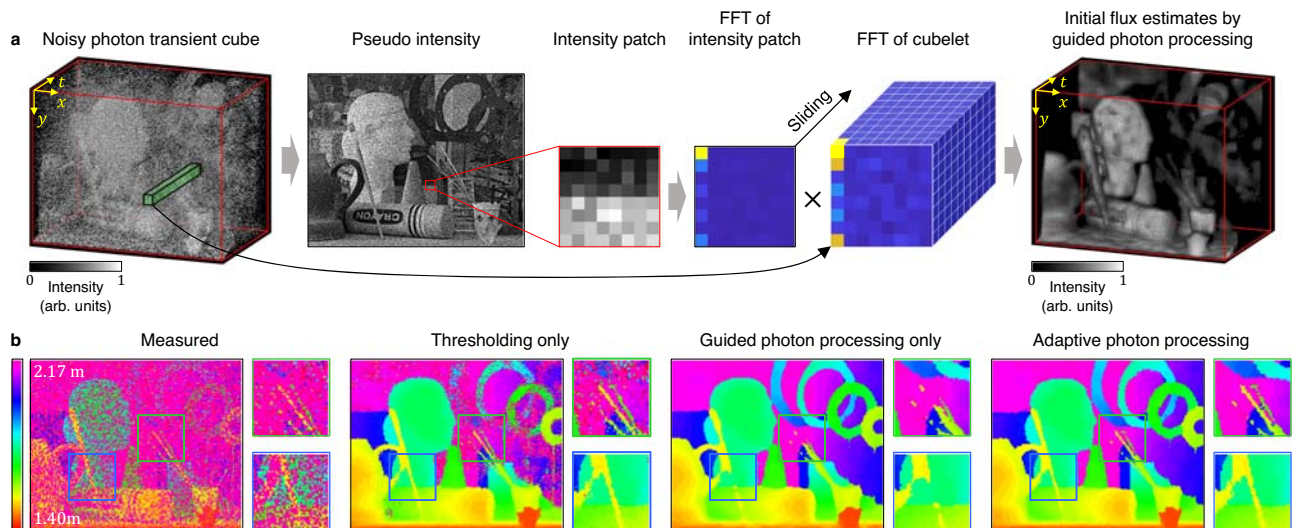 a
Noisy photon transient cube
Pseudo intensity
Intensity patch
FFT of
intensity patch
FFT of cubelet
Initial flux estimates by
guided photon processing
t
x
y
CRAYON
Sliding
×
t
x
y
0 1
Intensity
(arb. units)
0 1
Intensity
(arb. units)
b
Measured
Thresholding only
Guided photon processing only
Adaptive photon processing
2.17 m
1.40m